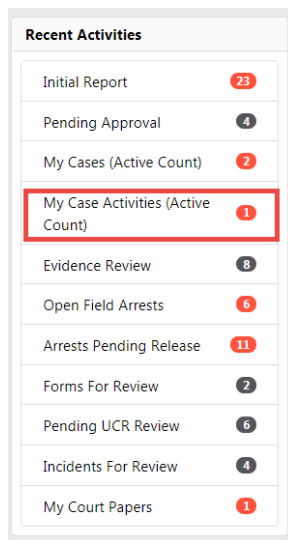 Recent Activities
Initial Report 23
Pending Approval 4
My Cases (Active Count) 2
My Case Activities (Active
Count) 1
Evidence Review 8
Open Field Arrests 6
Arrests Pending Release 11
Forms For Review 2
Pending UCR Review 6
Incidents For Review 4
My Court Papers 1